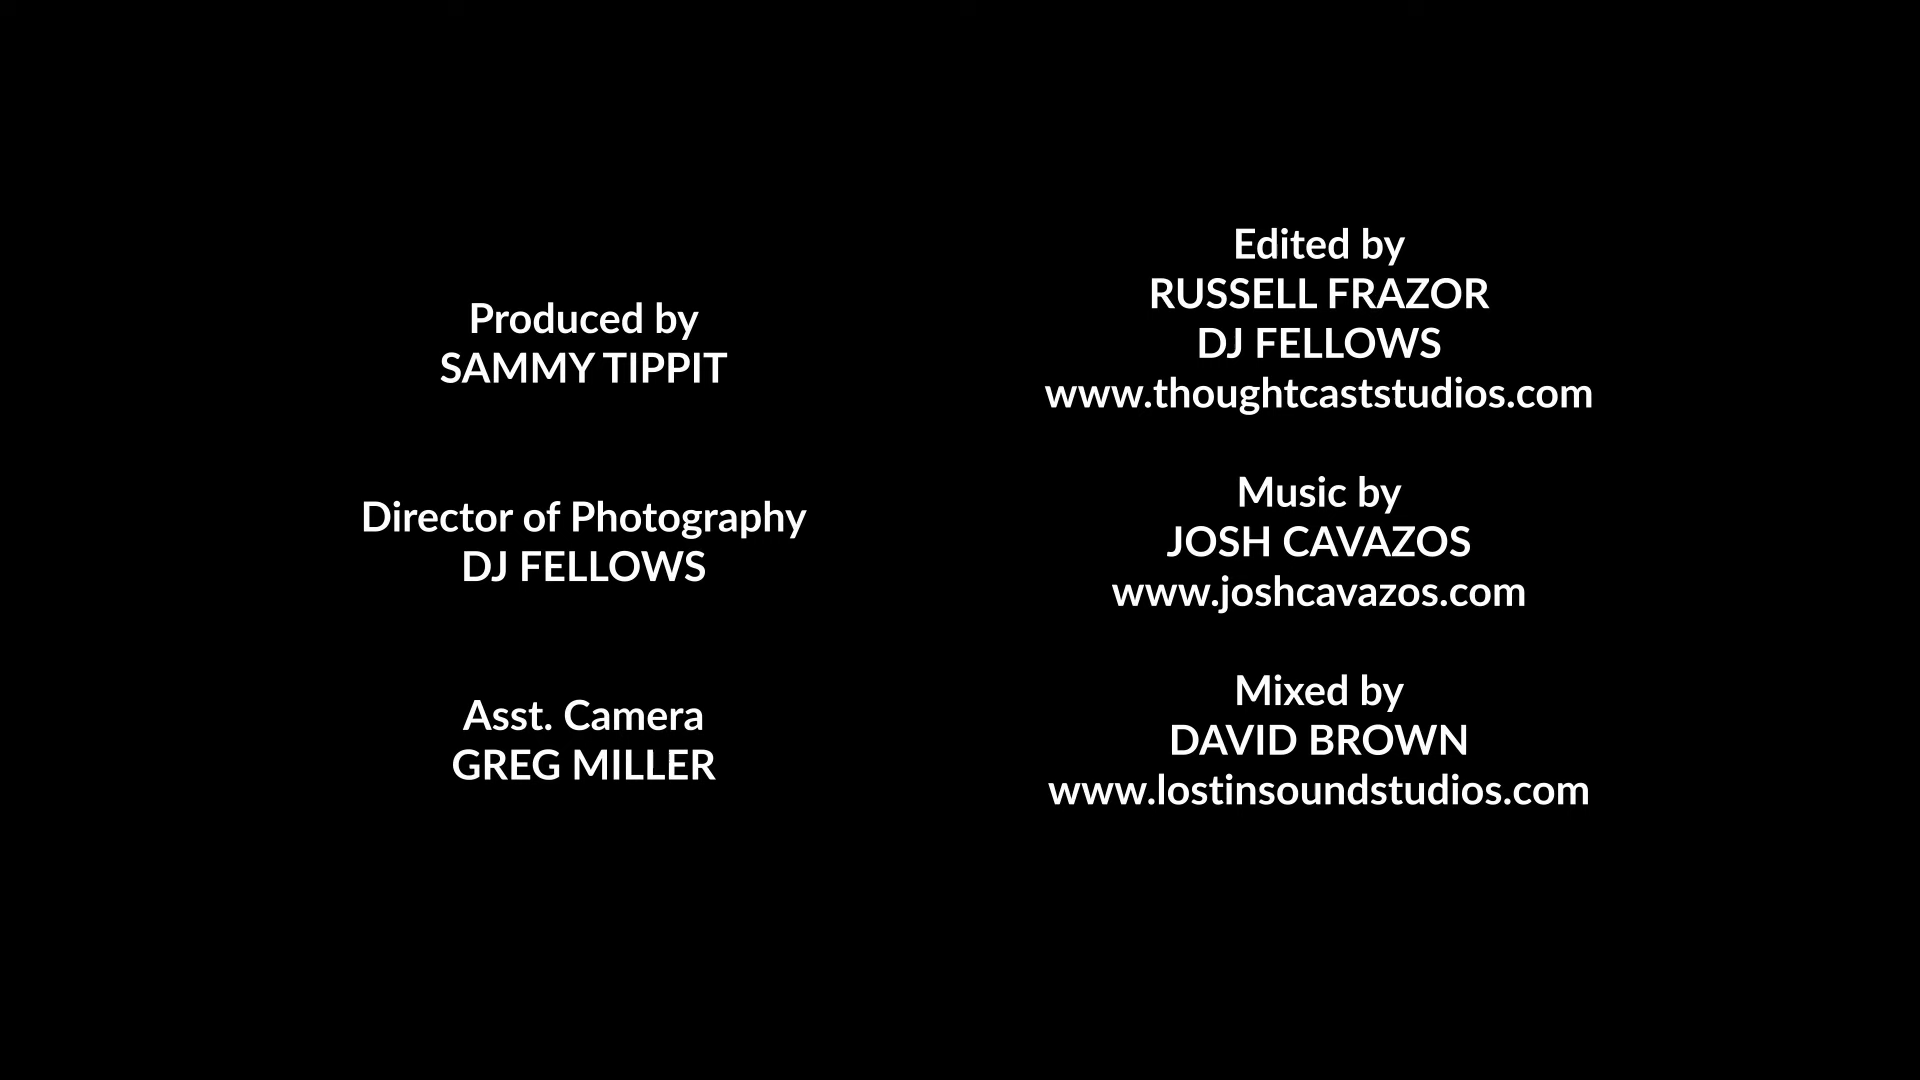 Produced by
SAMMY TIPPIT
Director of Photography
DJ FELLOWS
Asst. Camera
GREG MILLER
Edited by
RUSSELL FRAZOR
DJ FELLOWS
www.thoughtcaststudios.com
Music by
JOSH CAVAZOS
www.joshcavazos.com
Mixed by
DAVID BROWN
www.lostinsoundstudios.com